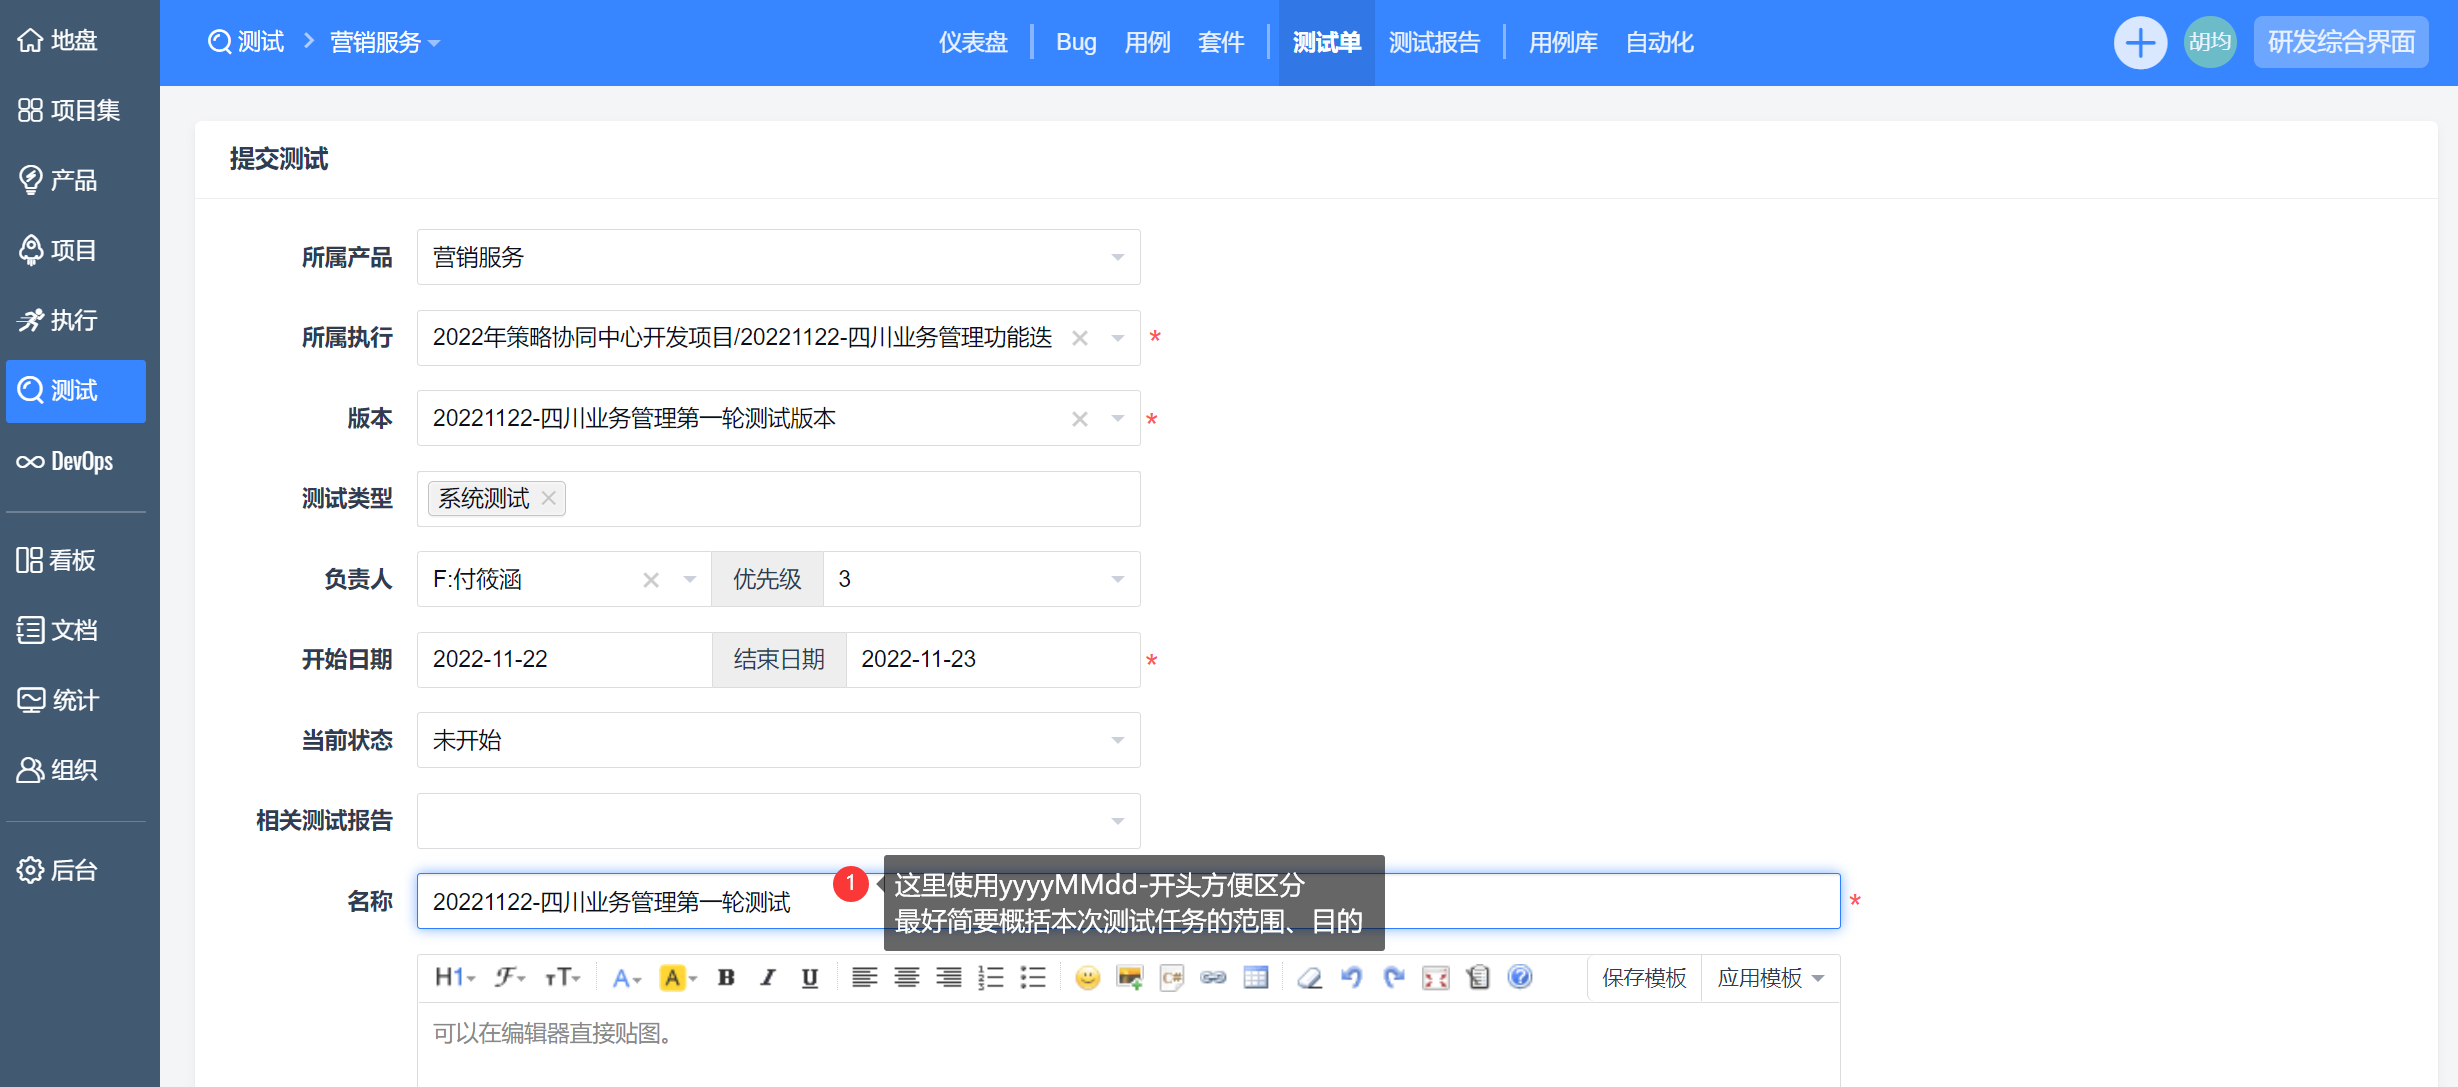 地盘
项目集
产品
项目
执行
测试
DevOps
看板
文档
统计
组织
后台
测试
营销服务
仪表盘
Bug
用例
套件
测试单
测试报告
用例库
自动化
胡均
研发综合界面
提交测试
所属产品
营销服务
所属执行
2022年策略协同中心开发项目/20221122-四川业务管理功能迭
*
版本
20221122-四川业务管理第一轮测试版本
*
测试类型
系统测试
负责人
F:付筱涵
优先级
3
开始日期
2022-11-22
结束日期
2022-11-23
*
当前状态
未开始
相关测试报告
名称
20221122-四川业务管理第一轮测试
1
这里使用yyyyMMdd-开头方便区分
最好简要概括本次测试任务的范围、目的
*
H1
F
TT
A
A
B
I
U
C#
保存模板
应用模板
可以在编辑器直接贴图。